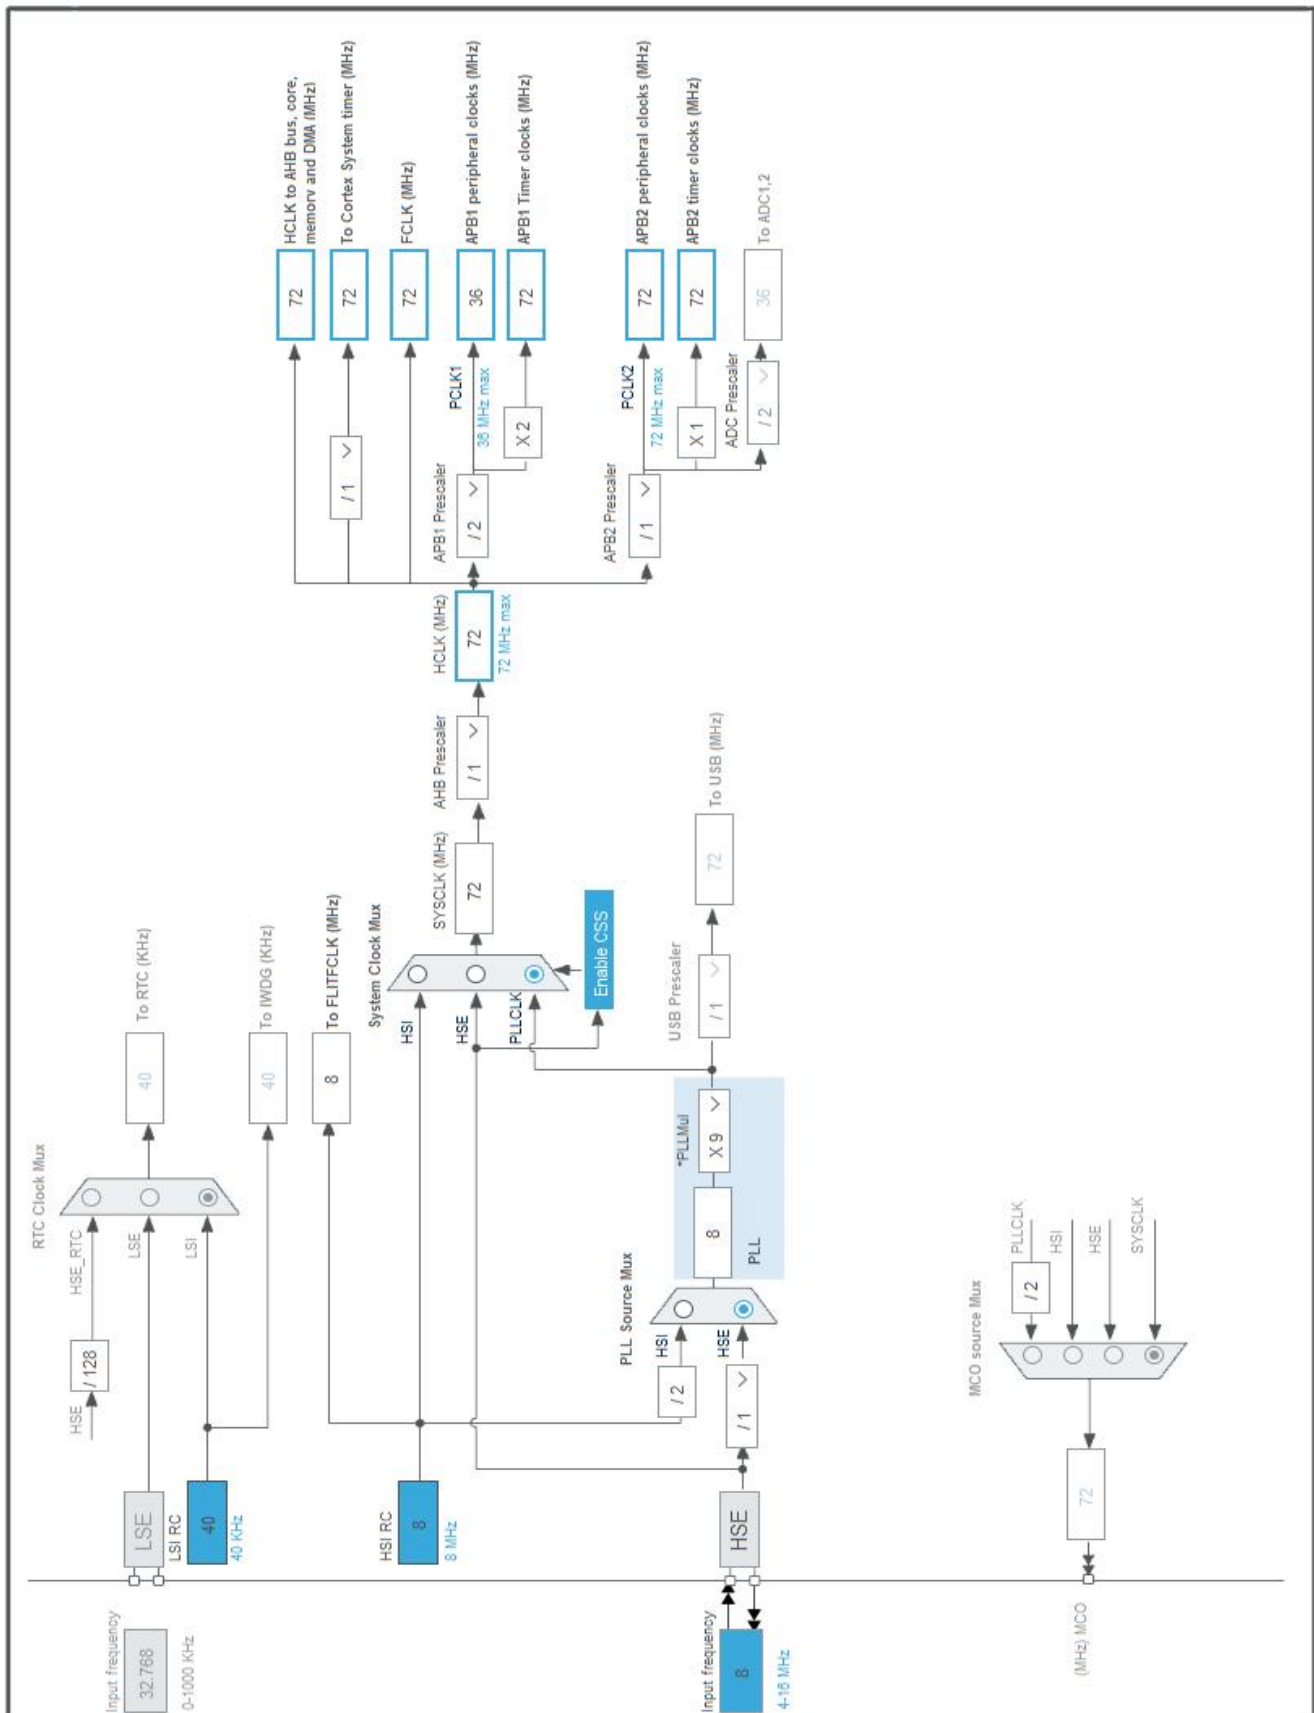 Input frequency
32.768
0-1000 KHz
LSE
LSI RC
40
40 KHz
HSE
/ 128
HSE_RTC
LSE
LSI
RTC Clock Mux
40
To RTC (KHz)
40
To IWDG (KHz)
8
To FLITFCLK (MHz)
HSI RC
8
8 MHz
HSI
HSE
PLLCLK
System Clock Mux
Enable CSS
SYSCLK (MHz)
72
AHB Prescaler
/ 1
HCLK (MHz)
72
72 MHz max
/ 1
APB1 Prescaler
/ 2
PCLK1
36 MHz max
X 2
APB2 Prescaler
/ 1
PCLK2
72 MHz max
X 1
ADC Prescaler
/ 2
72
HCLK to AHB bus, core,
memory and DMA (MHz)
72
To Cortex System timer (MHz)
72
FCLK (MHz)
36
APB1 peripheral clocks (MHz)
72
APB1 Timer clocks (MHz)
72
APB2 peripheral clocks (MHz)
72
APB2 timer clocks (MHz)
36
To ADC1,2
Input frequency
8
4-16 MHz
HSE
/ 1
/ 2
HSI
HSE
PLL Source Mux
8
PLL
*PLLMul
X 9
USB Prescaler
/ 1
72
To USB (MHz)
(MHz) MCO
72
MCO source Mux
/ 2
PLLCLK
HSI
HSE
SYSCLK